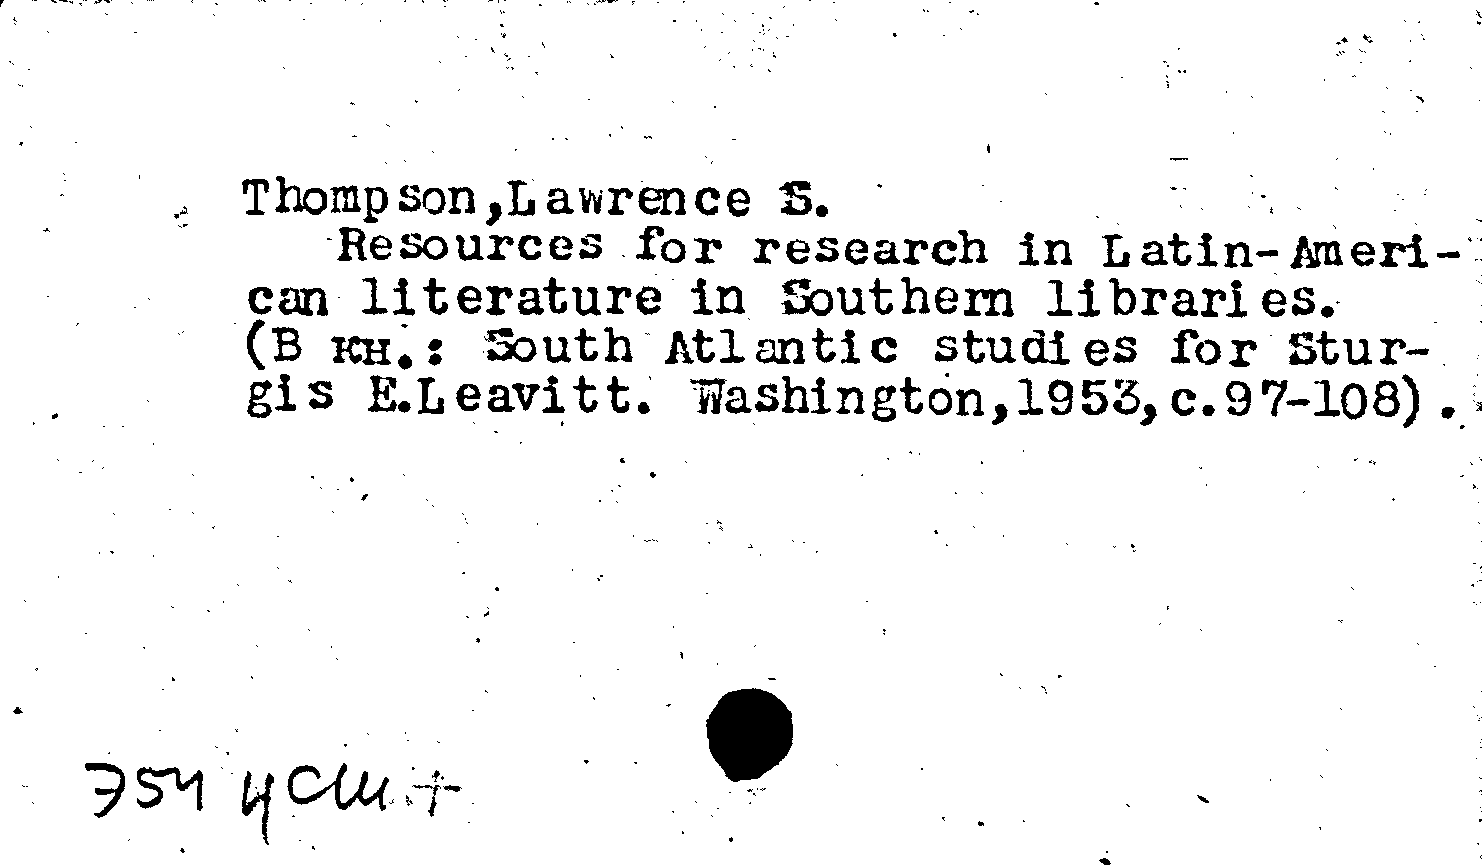 Thompson,Lawrence S.
Resources for research in Latin-Ameri-
can literature in Southern libraries.
(В кн.: South Atlantic studies for Stur-
gis E.Leavitt. Washington,1953,c.97-108).